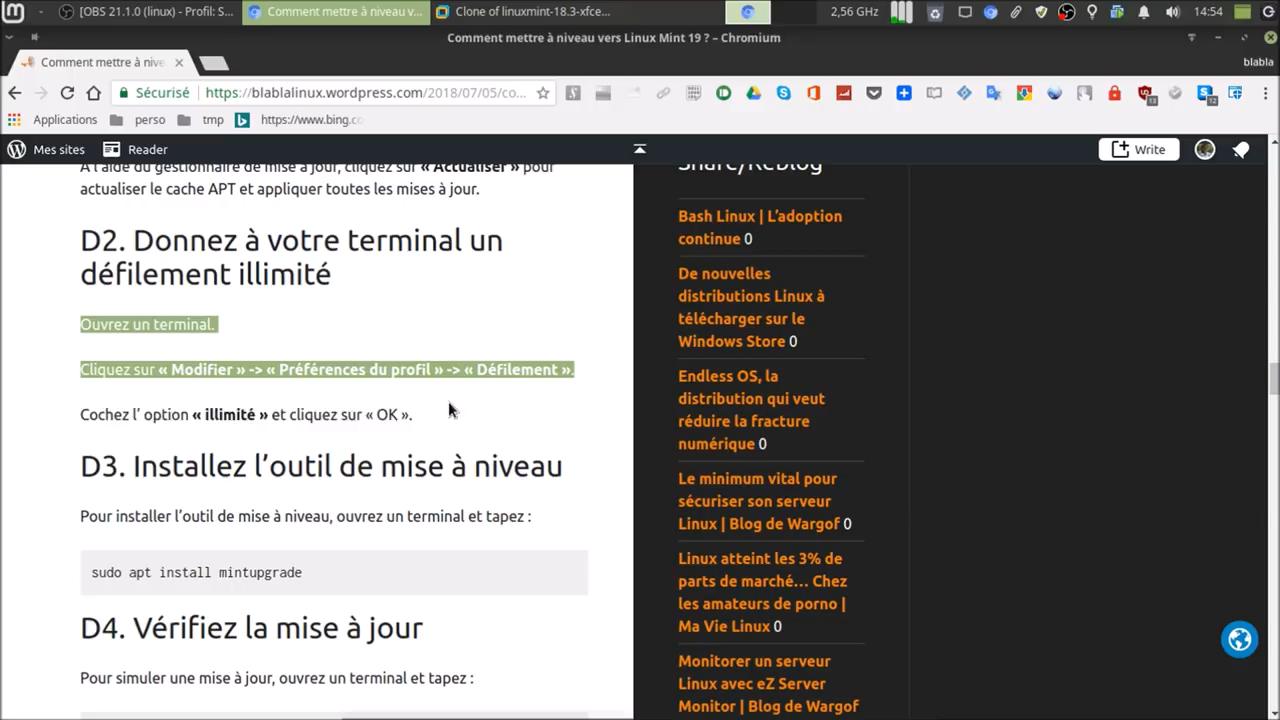 [OBS 21.1.0 (linux) - Profil: S...
Comment mettre à niveau v...
Clone of linuxmint-18.3-xfce...
2,56 GHz
14:54
Comment mettre à niveau vers Linux Mint 19 ? – Chromium
Comment mettre à nive
blabla
Sécurisé
https://blablalinux.wordpress.com/2018/07/05/co...
13
12
Applications
perso
tmp
https://www.bing.co
Mes sites
Reader
Write
A l'aide du gestionnaire de mise à jour, cliquez sur « Actualiser » pour
actualiser le cache APT et appliquer toutes les mises à jour.
D2. Donnez à votre terminal un
défilement illimité
Ouvrez un terminal.
Cliquez sur « Modifier » -> « Préférences du profil » -> « Défilement ».
Cochez l’ option « illimité » et cliquez sur « OK ».
D3. Installez l’outil de mise à niveau
Pour installer l’outil de mise à niveau, ouvrez un terminal et tapez :
sudo apt install mintupgrade
D4. Vérifiez la mise à jour
Pour simuler une mise à jour, ouvrez un terminal et tapez :
Share/ReBlog
Bash Linux | L’adoption
continue 0
De nouvelles
distributions Linux à
télécharger sur le
Windows Store 0
Endless OS, la
distribution qui veut
réduire la fracture
numérique 0
Le minimum vital pour
sécuriser son serveur
Linux | Blog de Wargof 0
Linux atteint les 3% de
parts de marché… Chez
les amateurs de porno |
Ma Vie Linux 0
Monitorer un serveur
Linux avec eZ Server
Monitor | Blog de Wargof